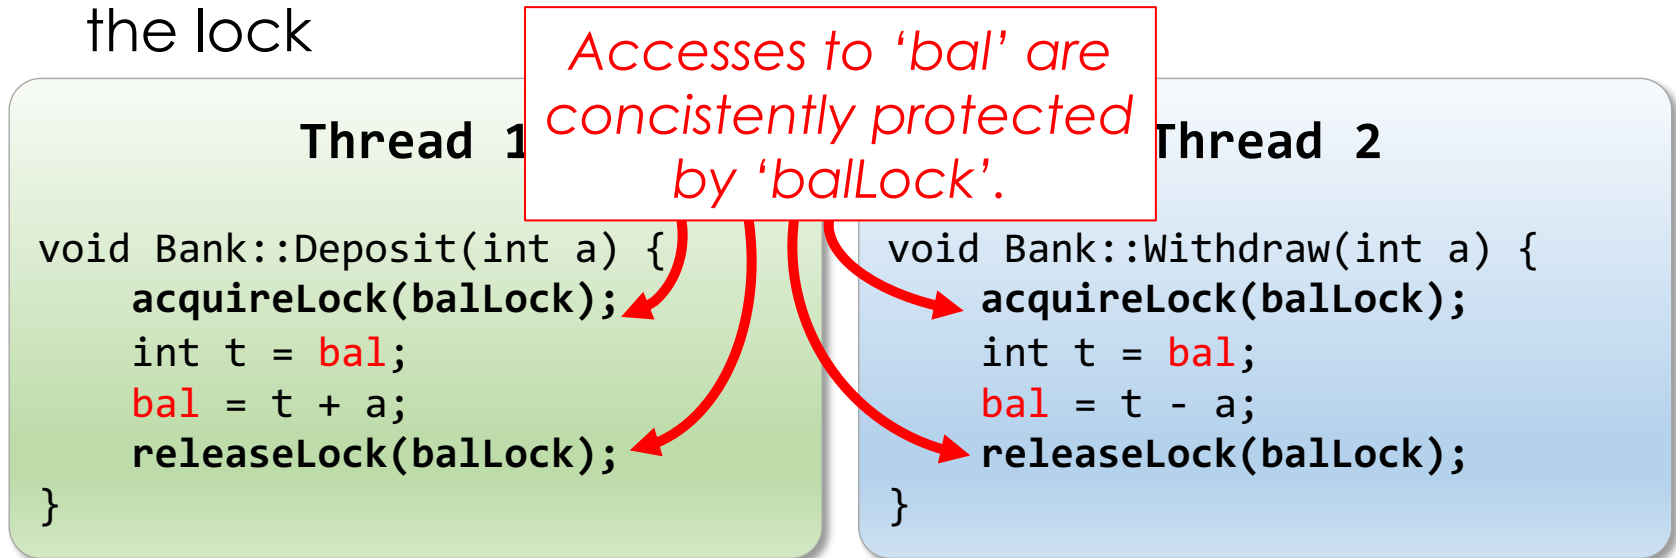 the lock
Accesses to ‘bal’ are
concistently protected
by ‘balLock’.
Thread 1
void Bank::Deposit(int a) {
acquireLock(balLock);
int t = bal;
bal = t + a;
releaseLock(balLock);
}
Thread 2
void Bank::Withdraw(int a) {
acquireLock(balLock);
int t = bal;
bal = t - a;
releaseLock(balLock);
}